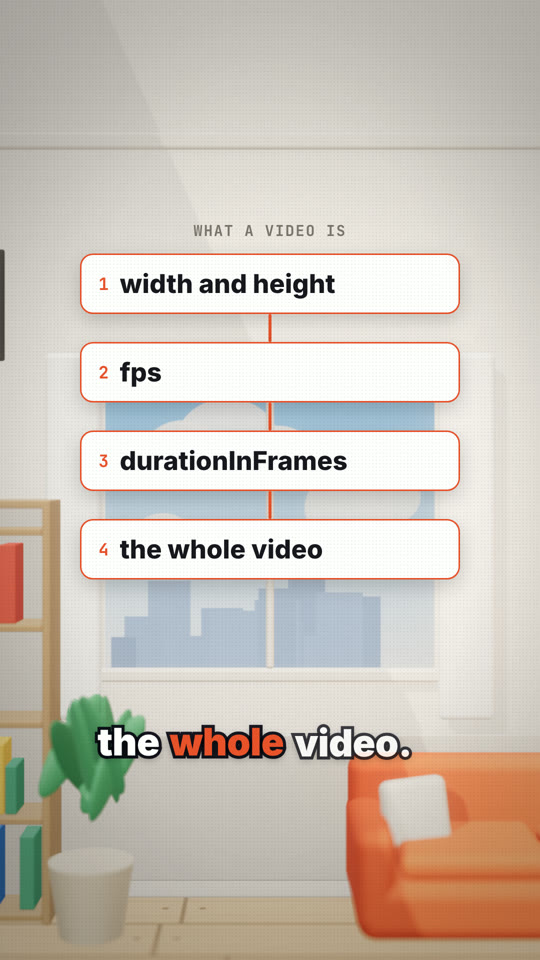 WHAT A VIDEO IS
1 width and height
2 fps
3 durationInFrames
4 the whole video
the whole video.